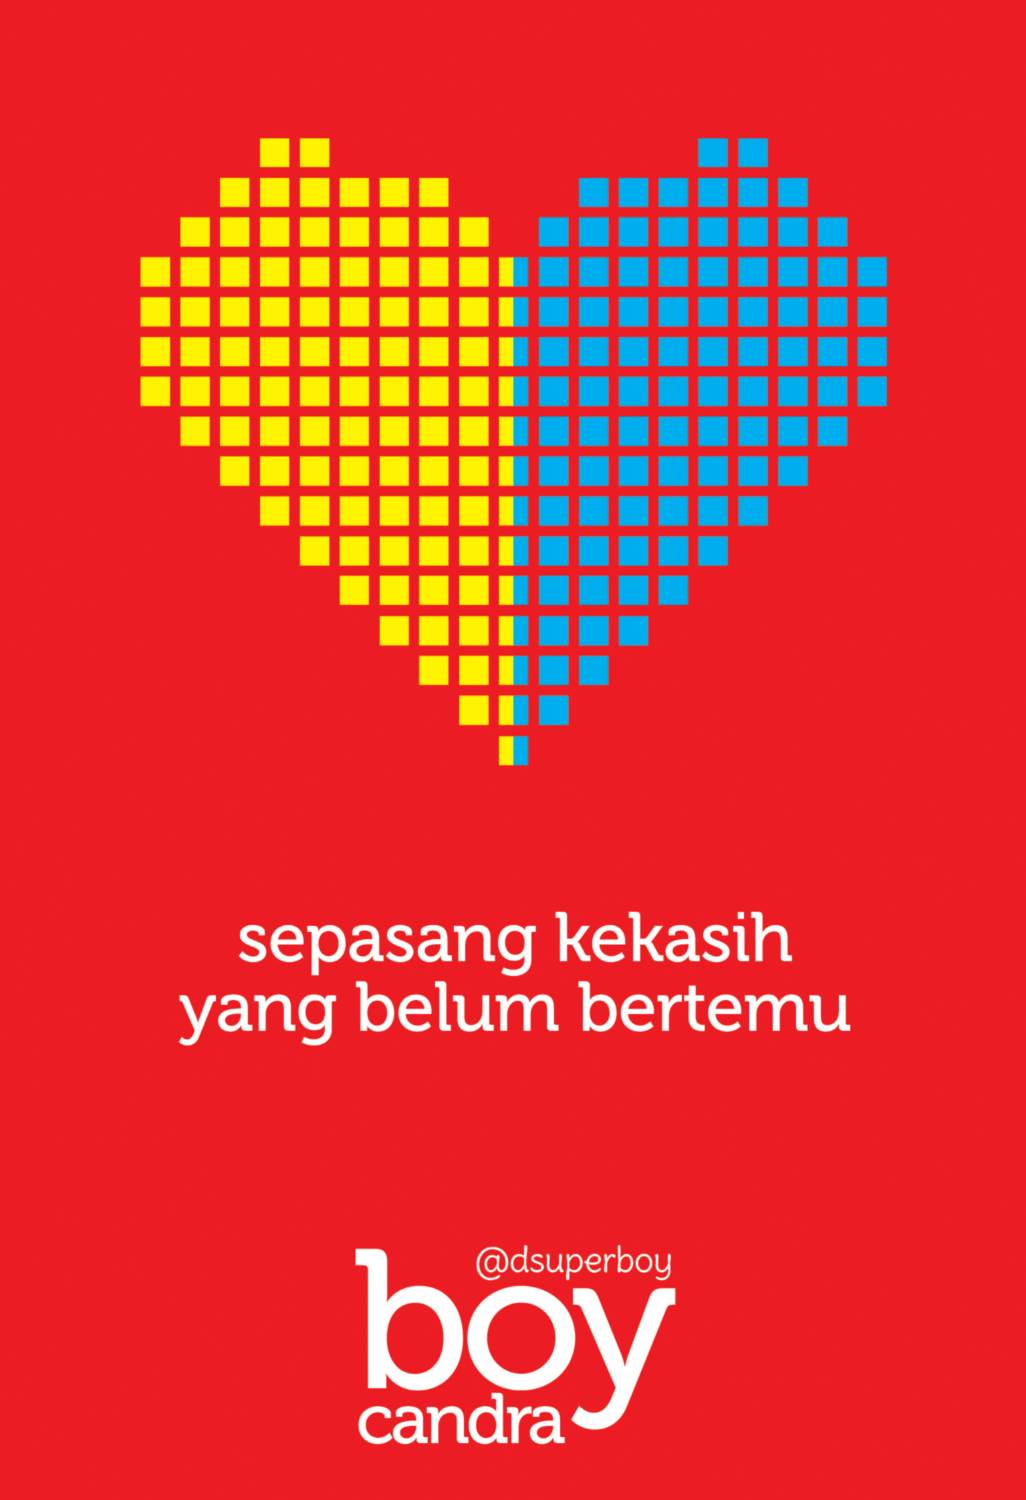 sepasang kekasih
yang belum bertemu
@dsuperboy
boy
candra